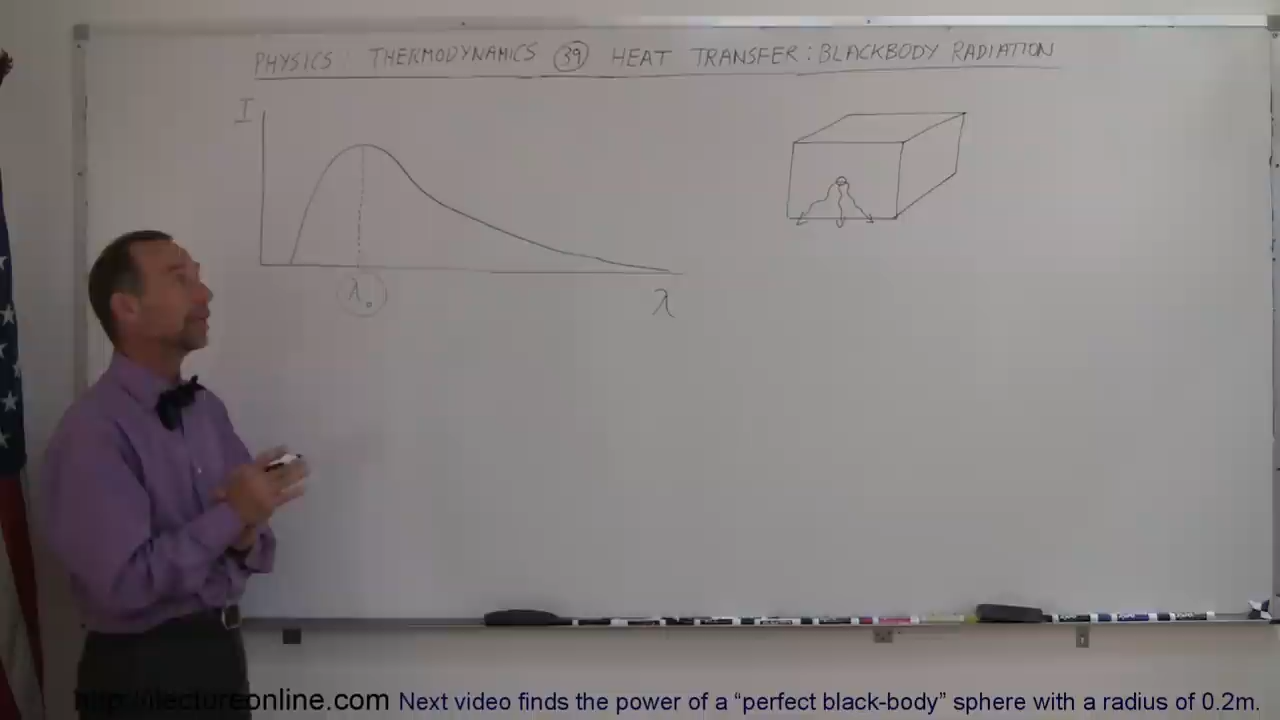 PHYSICS: THERMODYNAMICS 39 HEAT TRANSFER: BLACKBODY RADIATION
I
λ₀
λ
http://ilectureonline.com Next video finds the power of a “perfect black-body” sphere with a radius of 0.2m.